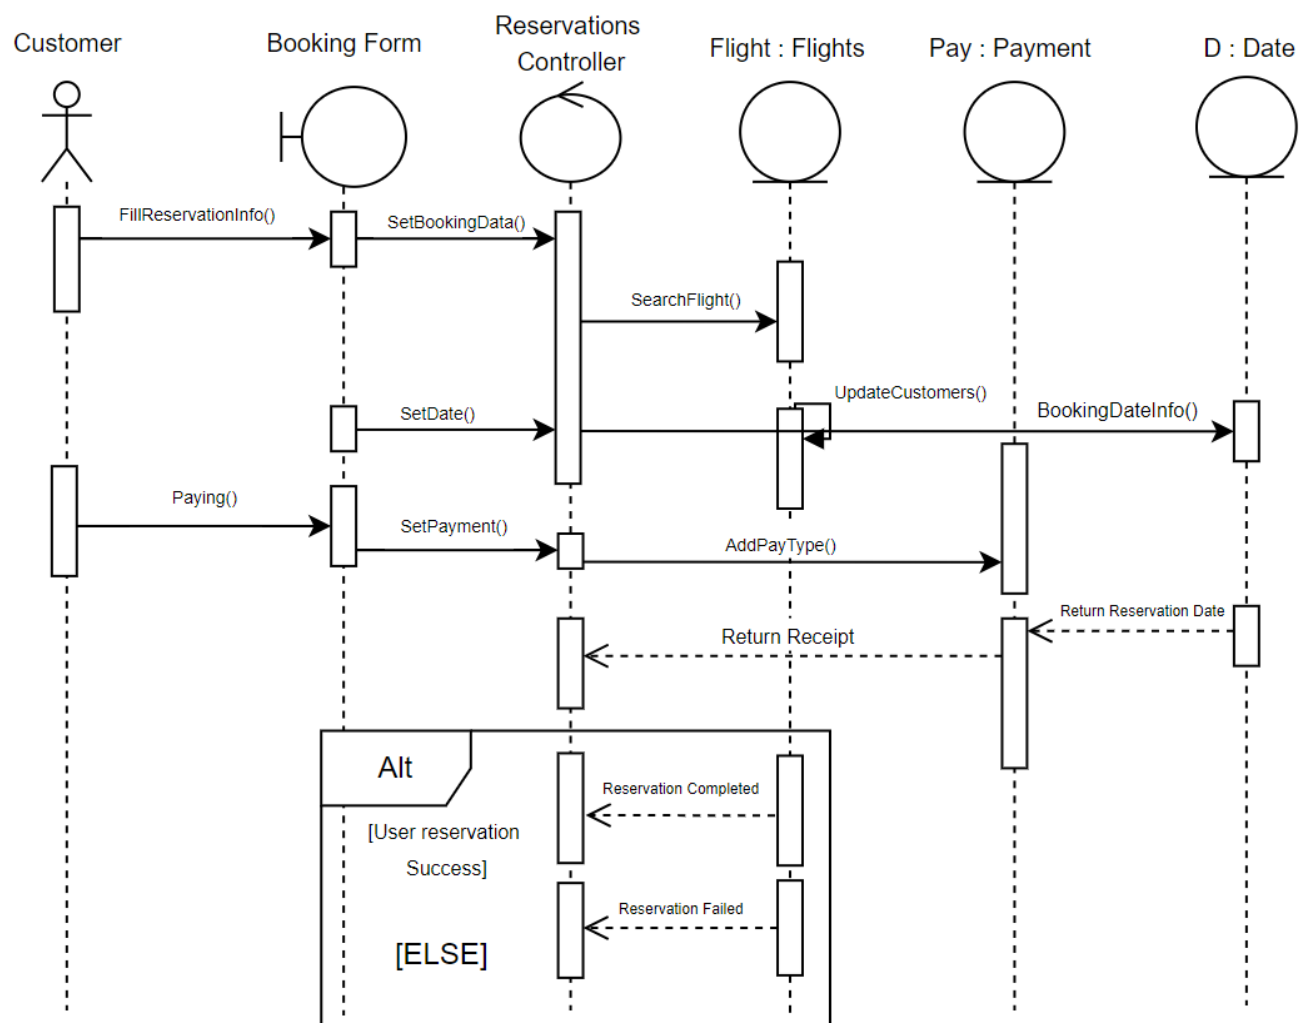 Customer
Booking Form
Reservations
Controller
Flight : Flights
Pay : Payment
D : Date
FillReservationInfo()
SetBookingData()
SearchFlight()
UpdateCustomers()
SetDate()
BookingDateInfo()
Paying()
SetPayment()
AddPayType()
Return Reservation Date
Return Receipt
Alt
Reservation Completed
[User reservation
Success]
Reservation Failed
[ELSE]